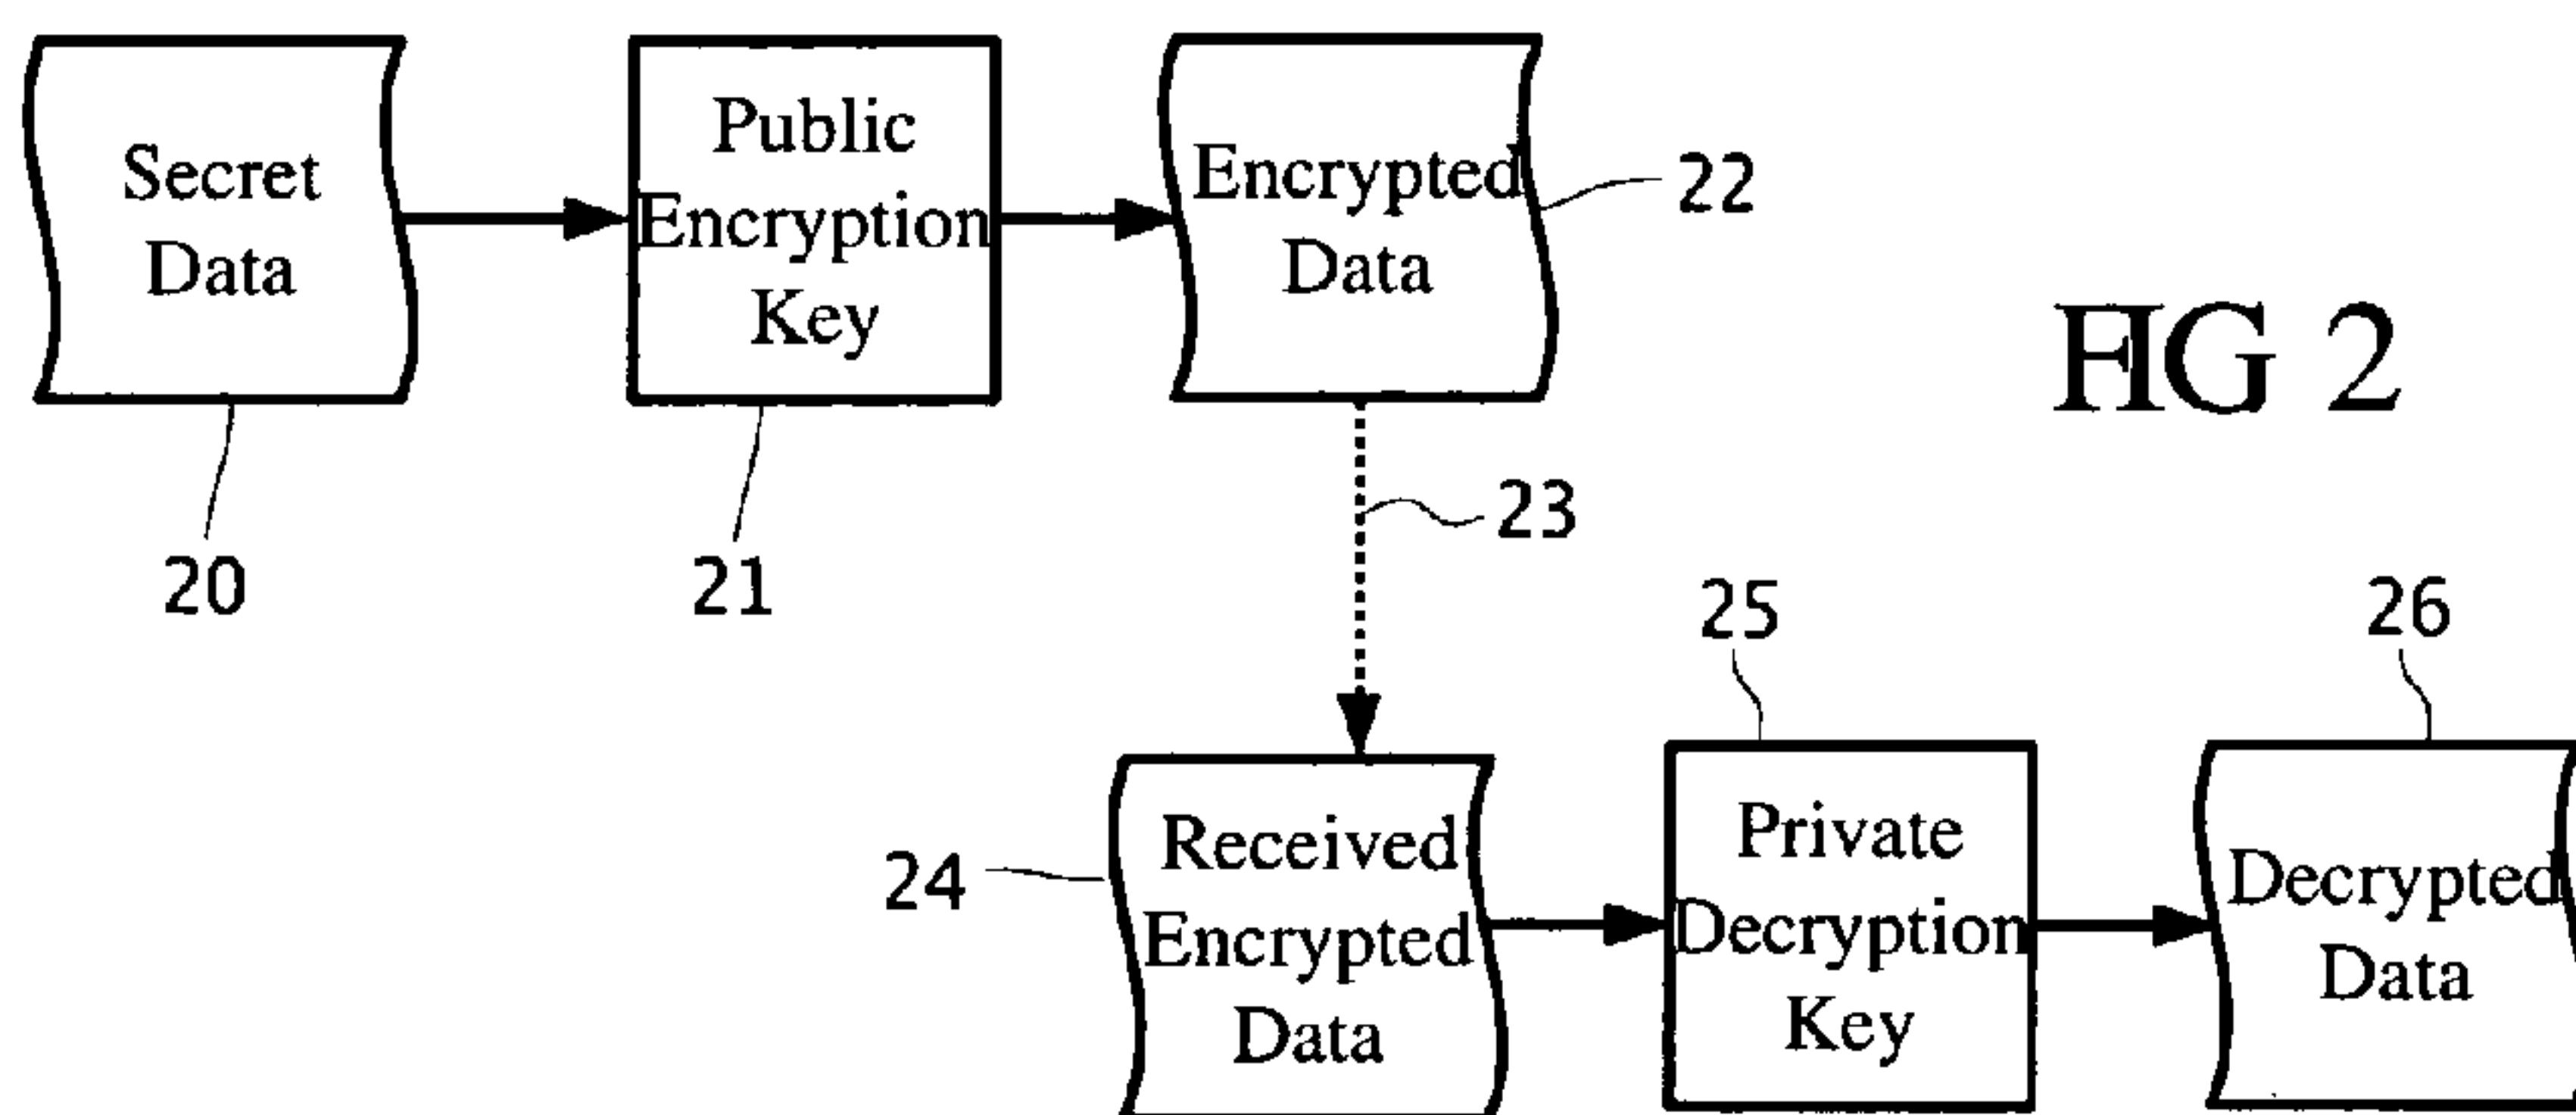 Secret
Data
Public
Encryption
Key
Encrypted
Data
22
FIG 2
23
20
21
25
26
24
Received
Encrypted
Data
Private
Decryption
Key
Decrypted
Data